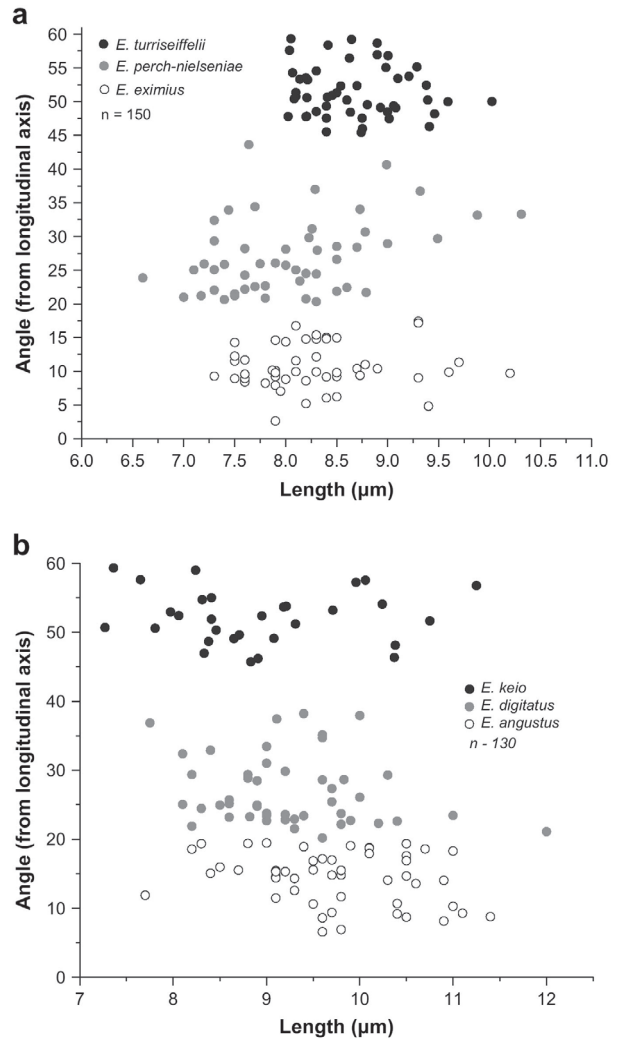 a
60
55
50
45
40
35
30
25
20
15
10
5
0
Angle (from longitudinal axis)
E. turriseiffelii
E. perch-nielseniae
E. eximius
n = 150
6.0 6.5 7.0 7.5 8.0 8.5 9.0 9.5 10.0 10.5 11.0
Length (µm)
b
60
50
40
30
20
10
0
Angle (from longitudinal axis)
E. keio
E. digitatus
E. angustus
n - 130
7 8 9 10 11 12
Length (µm)